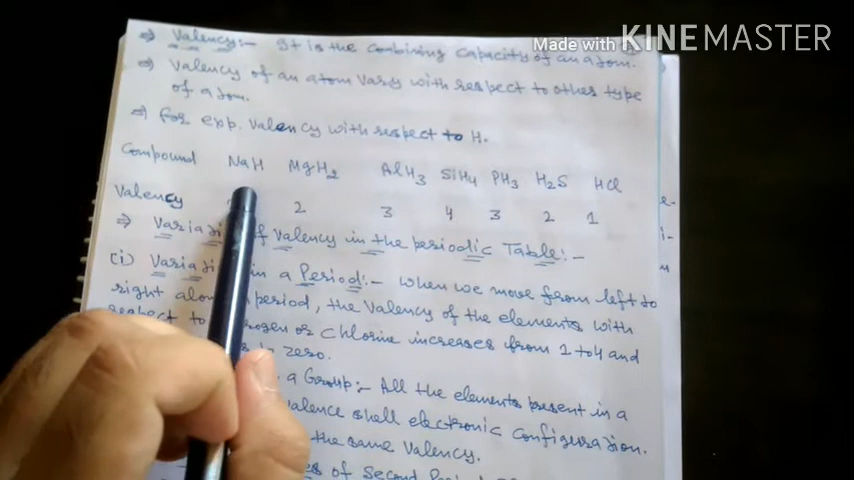 ⇒ Valency:- It is the combining capacity of an atom.
Made with KINEMASTER
⇒ Valency of an atom vary with respect to other type
of atom.
⇒ for exp. valency with respect to H.
Compound NaH MgH2 AlH3 SiH4 PH3 H2S HCl
Valency 2 3 4 3 2 1
⇒ Variation of valency in the periodic Table:-
(i) Variation in a Period:- When we move from left to
right along period, the valency of the elements with
respect to hydrogen or chlorine increases from 1 to 4 and
zero.
a Group:- All the elements present in a
valence shell electronic configuration.
the same valency.
of Second